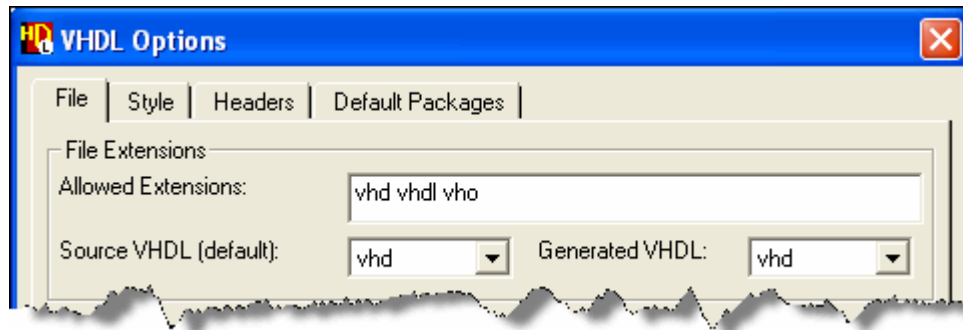 HDL VHDL Options
File Style Headers Default Packages
File Extensions
Allowed Extensions: vhd vhdl vho
Source VHDL (default): vhd Generated VHDL: vhd